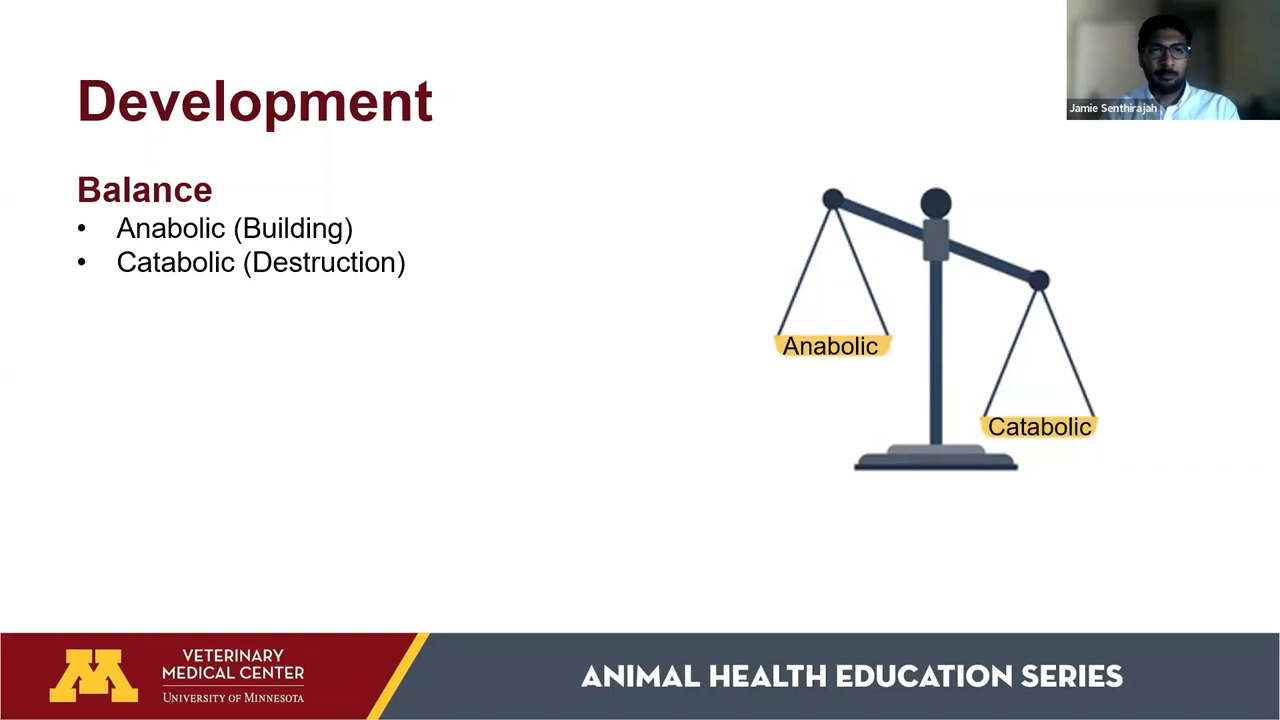 Jamie Senthirajah
Development
Balance
• Anabolic (Building)
• Catabolic (Destruction)
Anabolic
Catabolic
M
VETERINARY
MEDICAL CENTER
UNIVERSITY OF MINNESOTA
ANIMAL HEALTH EDUCATION SERIES